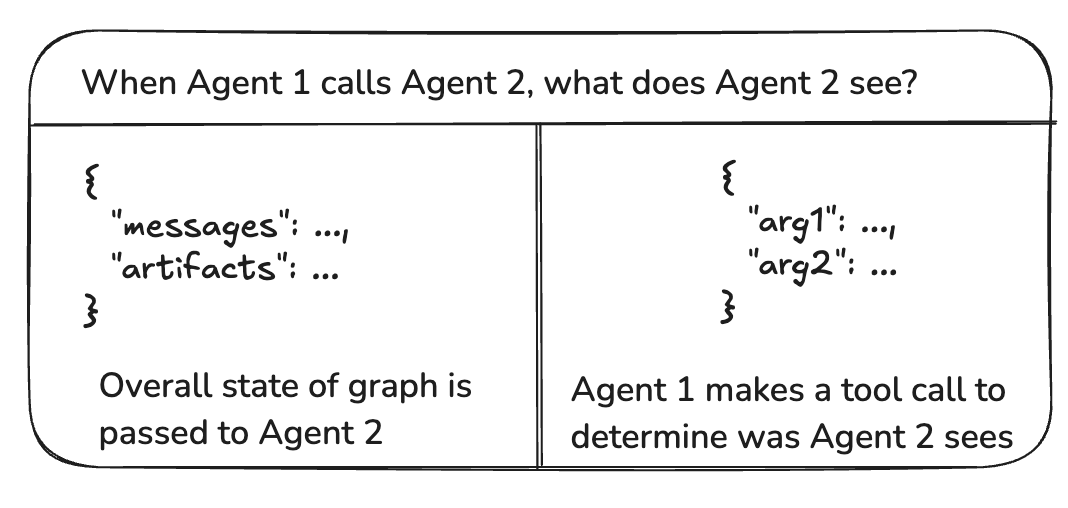 When Agent 1 calls Agent 2, what does Agent 2 see?
{
"messages": ...,
"artifacts": ...
}
Overall state of graph is
passed to Agent 2
{
"arg1": ...,
"arg2": ...
}
Agent 1 makes a tool call to
determine was Agent 2 sees